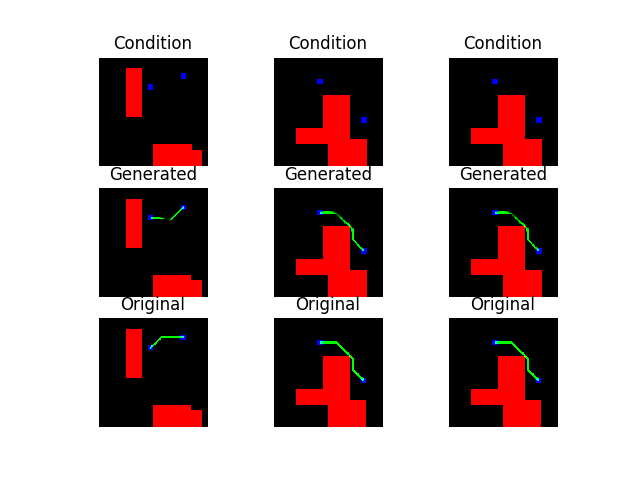 Condition
Condition
Condition
Generated
Generated
Generated
Original
Original
Original